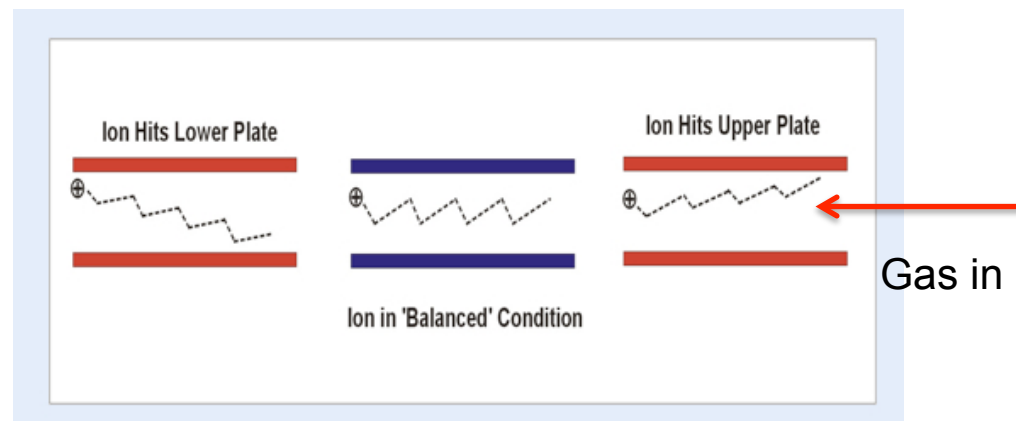 Ion Hits Lower Plate
Ion Hits Upper Plate
Gas in
Ion in 'Balanced' Condition